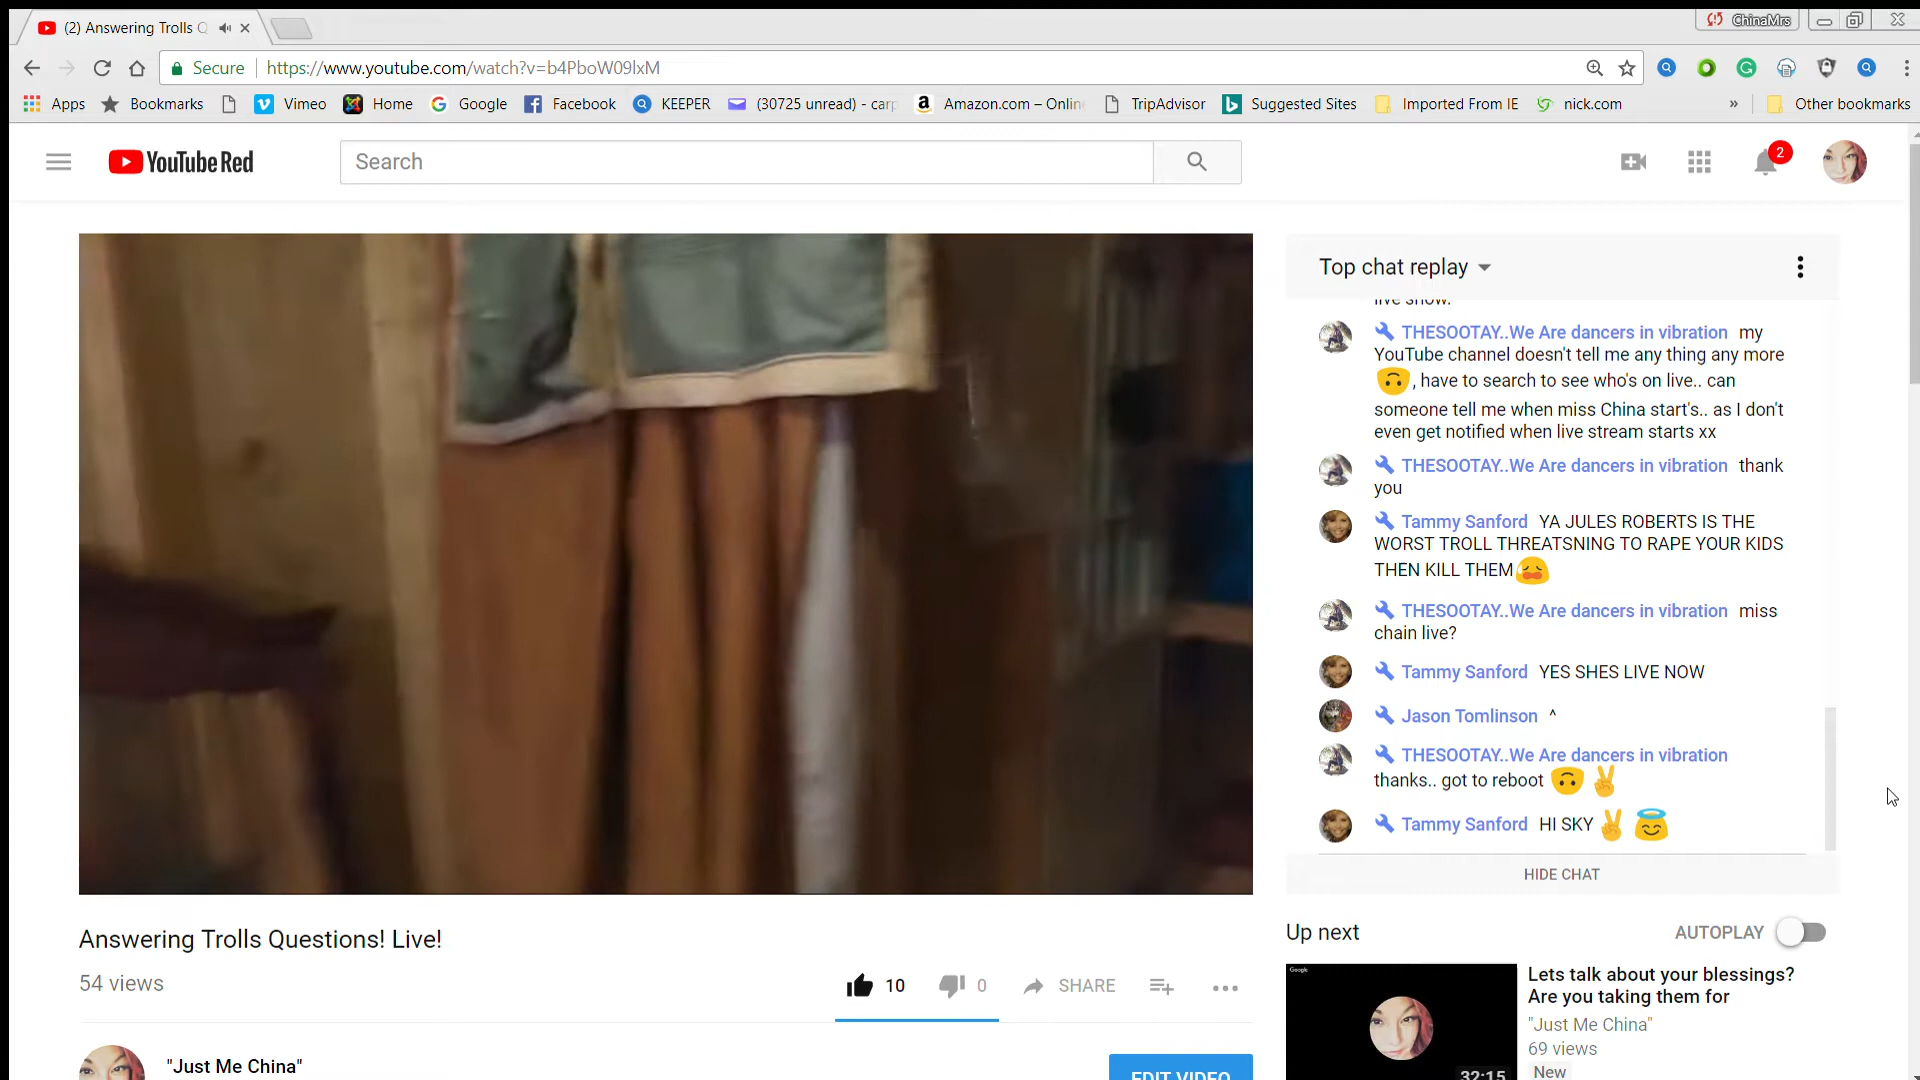 (2) Answering Trolls Q
ChinaMrs
Secure
https://www.youtube.com/watch?v=b4PboW09lxM
Apps
Bookmarks
Vimeo
Home
Google
Facebook
KEEPER
(30725 unread) - carp
Amazon.com – Online
TripAdvisor
Suggested Sites
Imported From IE
nick.com
»
Other bookmarks
YouTube Red
Search
2
Top chat replay
live show.
THESOOTAY..We Are dancers in vibration my
YouTube channel doesn't tell me any thing any more
🙃, have to search to see who's on live.. can
someone tell me when miss China start's.. as I don't
even get notified when live stream starts xx
THESOOTAY..We Are dancers in vibration thank
you
Tammy Sanford YA JULES ROBERTS IS THE
WORST TROLL THREATSNING TO RAPE YOUR KIDS
THEN KILL THEM😩
THESOOTAY..We Are dancers in vibration miss
chain live?
Tammy Sanford YES SHES LIVE NOW
Jason Tomlinson ^
THESOOTAY..We Are dancers in vibration
thanks.. got to reboot 🙃 ✌
Tammy Sanford HI SKY ✌ 😇
HIDE CHAT
Answering Trolls Questions! Live!
54 views
10
0
SHARE
Up next
AUTOPLAY
Google
32:15
Lets talk about your blessings?
Are you taking them for
"Just Me China"
69 views
New
"Just Me China"
EDIT VIDEO